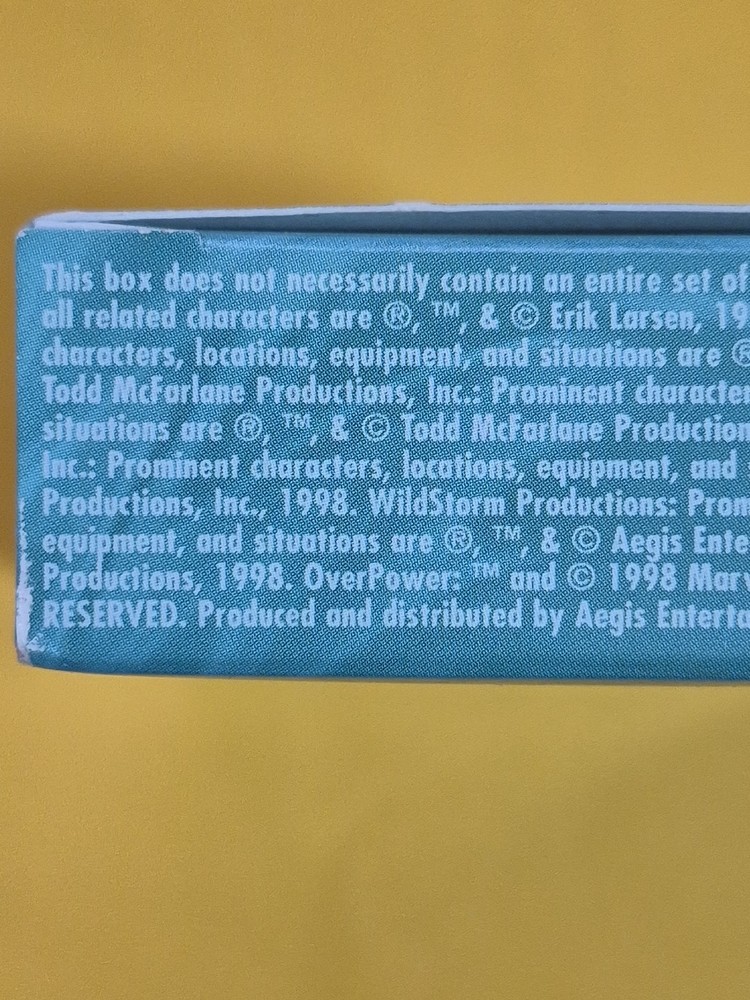 This box does not necessarily contain an entire set of
all related characters are ®, ™, & © Erik Larsen, 19
characters, locations, equipment, and situations are ®
Todd McFarlane Productions, Inc.: Prominent character
situations are ®, ™, & © Todd McFarlane Production
Inc.: Prominent characters, locations, equipment, and
Productions, Inc., 1998. WildStorm Productions: Prom
equipment, and situations are ®, ™, & © Aegis Ente
Productions, 1998. OverPower: ™ and © 1998 Mar
RESERVED. Produced and distributed by Aegis Enterta